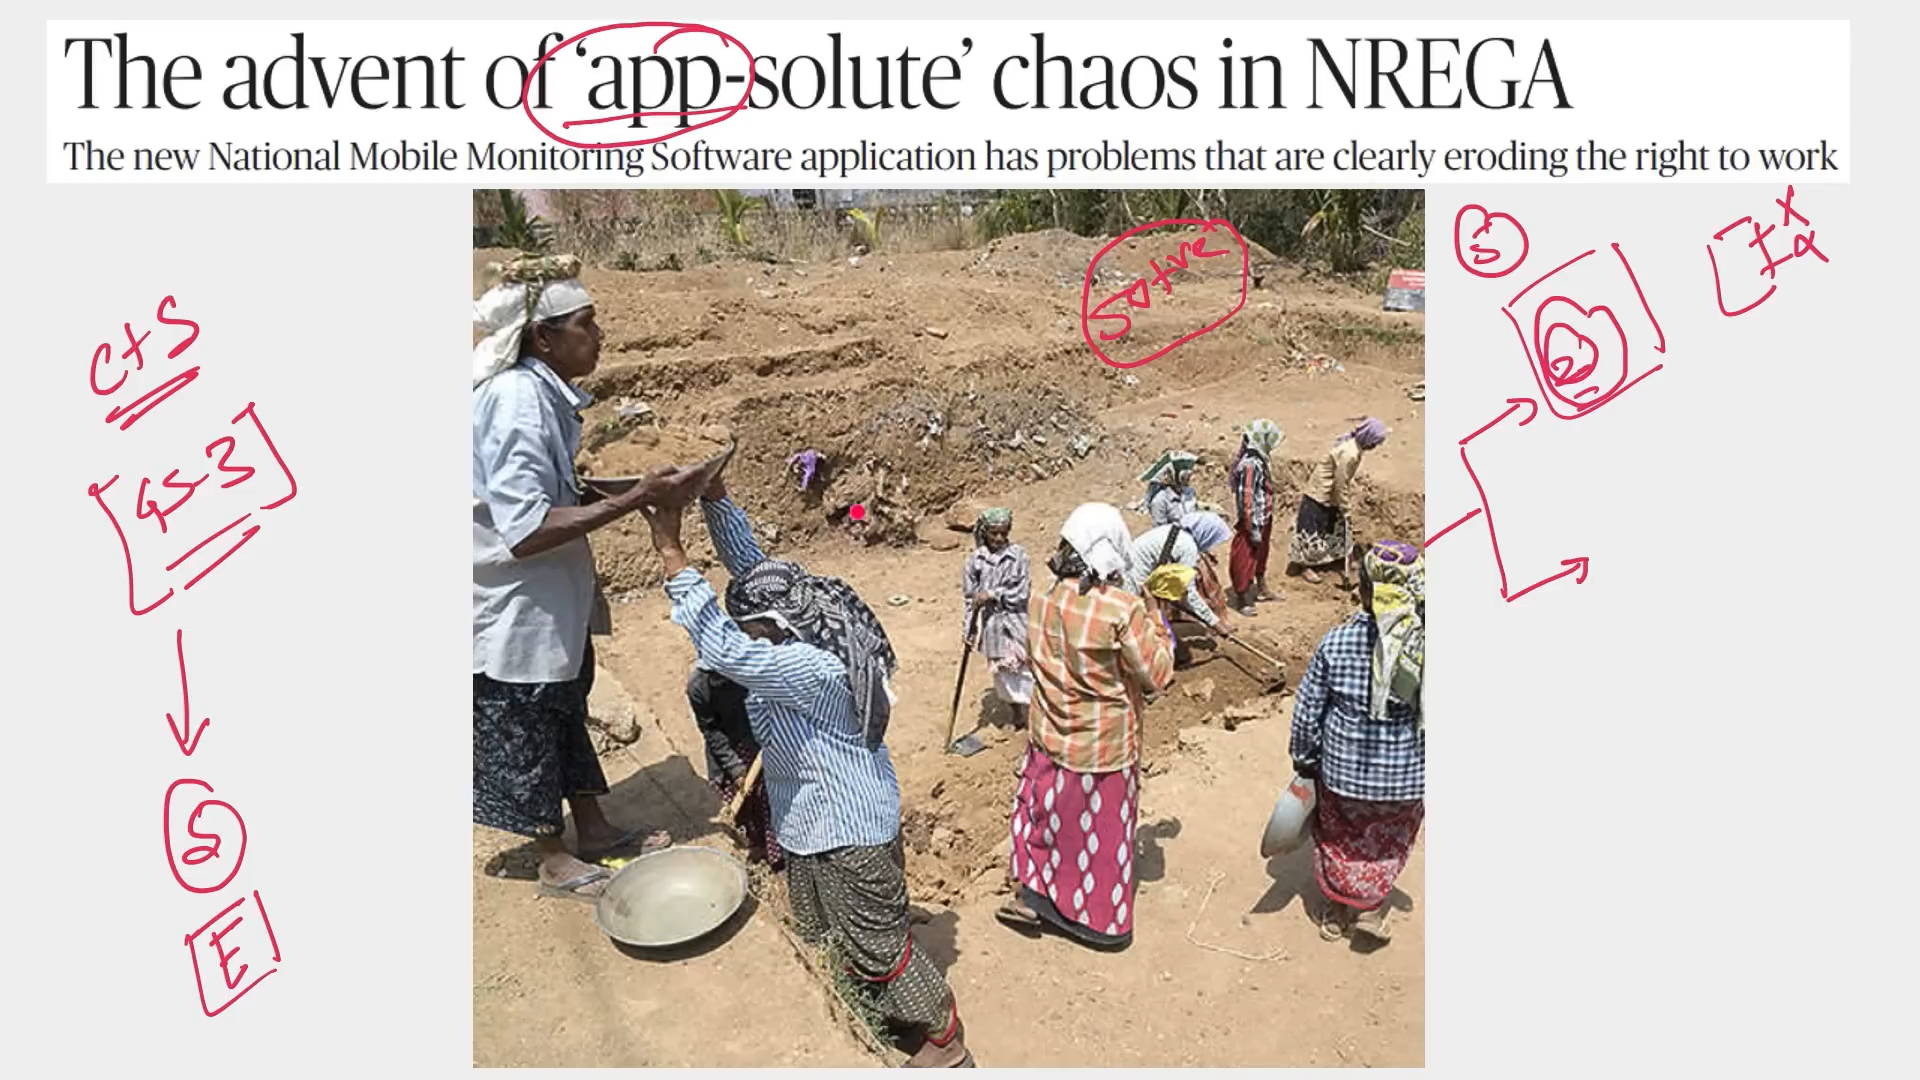 The advent of ‘app-solute’ chaos in NREGA
The new National Mobile Monitoring Software application has problems that are clearly eroding the right to work
C+S
GS-3
S
E
2